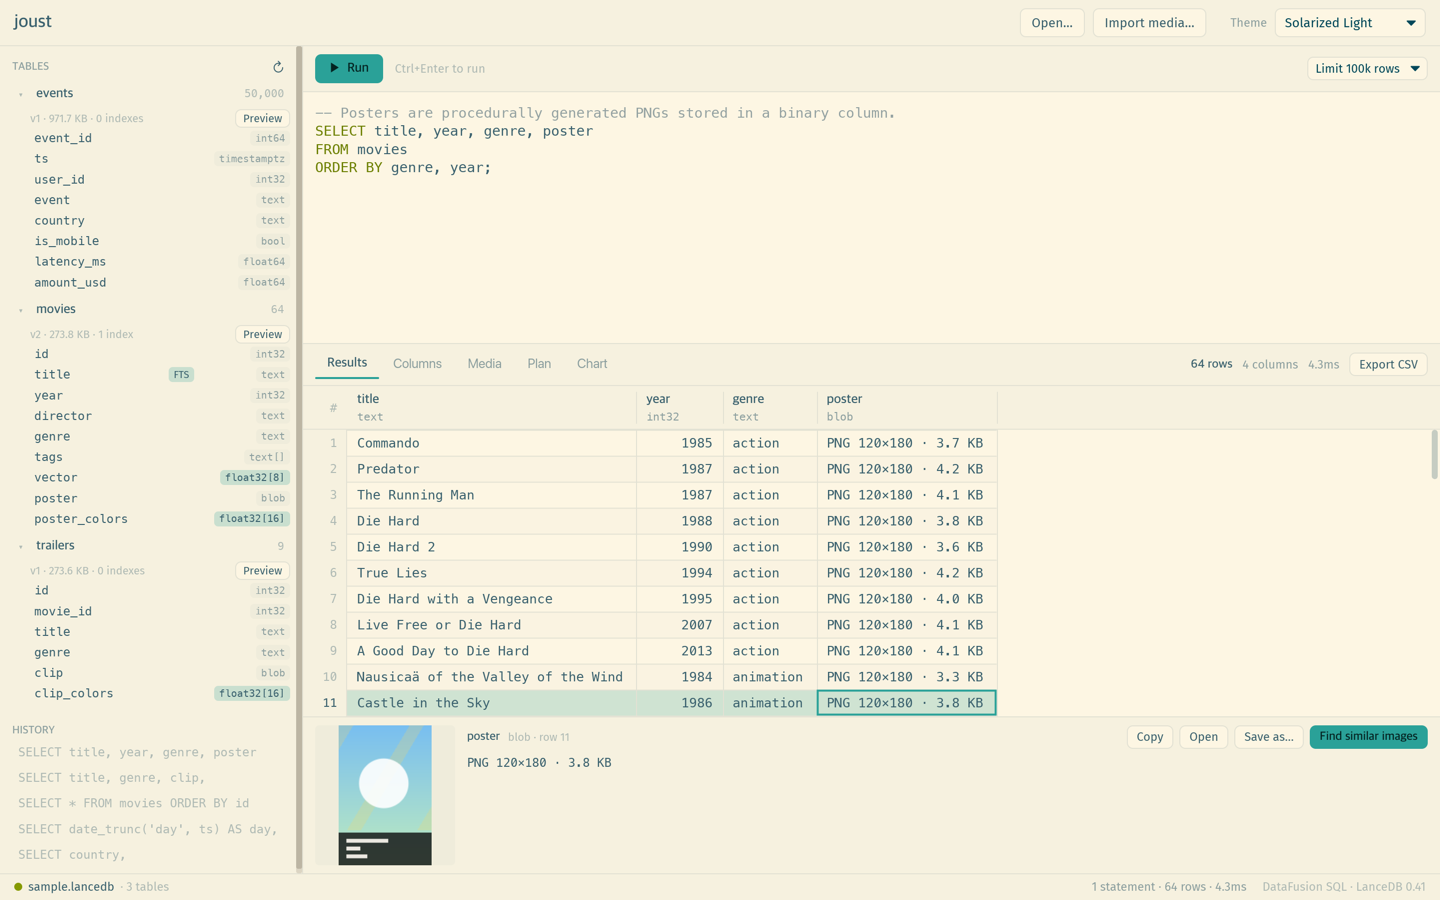 joust
Open...
Import media...
Theme
Solarized Light
TABLES
events 50,000
v1 · 971.7 KB · 0 indexes Preview
event_id int64
ts timestamptz
user_id int32
event text
country text
is_mobile bool
latency_ms float64
amount_usd float64
movies 64
v2 · 273.8 KB · 1 index Preview
id int32
title FTS text
year int32
director text
genre text
tags text[]
vector float32[8]
poster blob
poster_colors float32[16]
trailers 9
v1 · 273.6 KB · 0 indexes Preview
id int32
movie_id int32
title text
genre text
clip blob
clip_colors float32[16]
HISTORY
SELECT title, year, genre, poster
SELECT title, genre, clip,
SELECT * FROM movies ORDER BY id
SELECT date_trunc('day', ts) AS day,
SELECT country,
Run Ctrl+Enter to run Limit 100k rows
-- Posters are procedurally generated PNGs stored in a binary column.
SELECT title, year, genre, poster
FROM movies
ORDER BY genre, year;
Results Columns Media Plan Chart 64 rows 4 columns 4.3ms Export CSV
# title year genre poster
text int32 text blob
1 Commando 1985 action PNG 120×180 · 3.7 KB
2 Predator 1987 action PNG 120×180 · 4.2 KB
3 The Running Man 1987 action PNG 120×180 · 4.1 KB
4 Die Hard 1988 action PNG 120×180 · 3.8 KB
5 Die Hard 2 1990 action PNG 120×180 · 3.6 KB
6 True Lies 1994 action PNG 120×180 · 4.2 KB
7 Die Hard with a Vengeance 1995 action PNG 120×180 · 4.0 KB
8 Live Free or Die Hard 2007 action PNG 120×180 · 4.1 KB
9 A Good Day to Die Hard 2013 action PNG 120×180 · 4.1 KB
10 Nausicaä of the Valley of the Wind 1984 animation PNG 120×180 · 3.3 KB
11 Castle in the Sky 1986 animation PNG 120×180 · 3.8 KB
poster blob · row 11 Copy Open Save as... Find similar images
PNG 120×180 · 3.8 KB
sample.lancedb · 3 tables 1 statement · 64 rows · 4.3ms DataFusion SQL · LanceDB 0.41